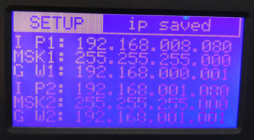 SETUP ip saved
I P1: 192.168.008.080
MSK1: 255.255.255.000
G W1: 192.168.000.001
I P2: 192.168.001.080
MSK2: 255.255.255.000
G W2: 192.168.001.001